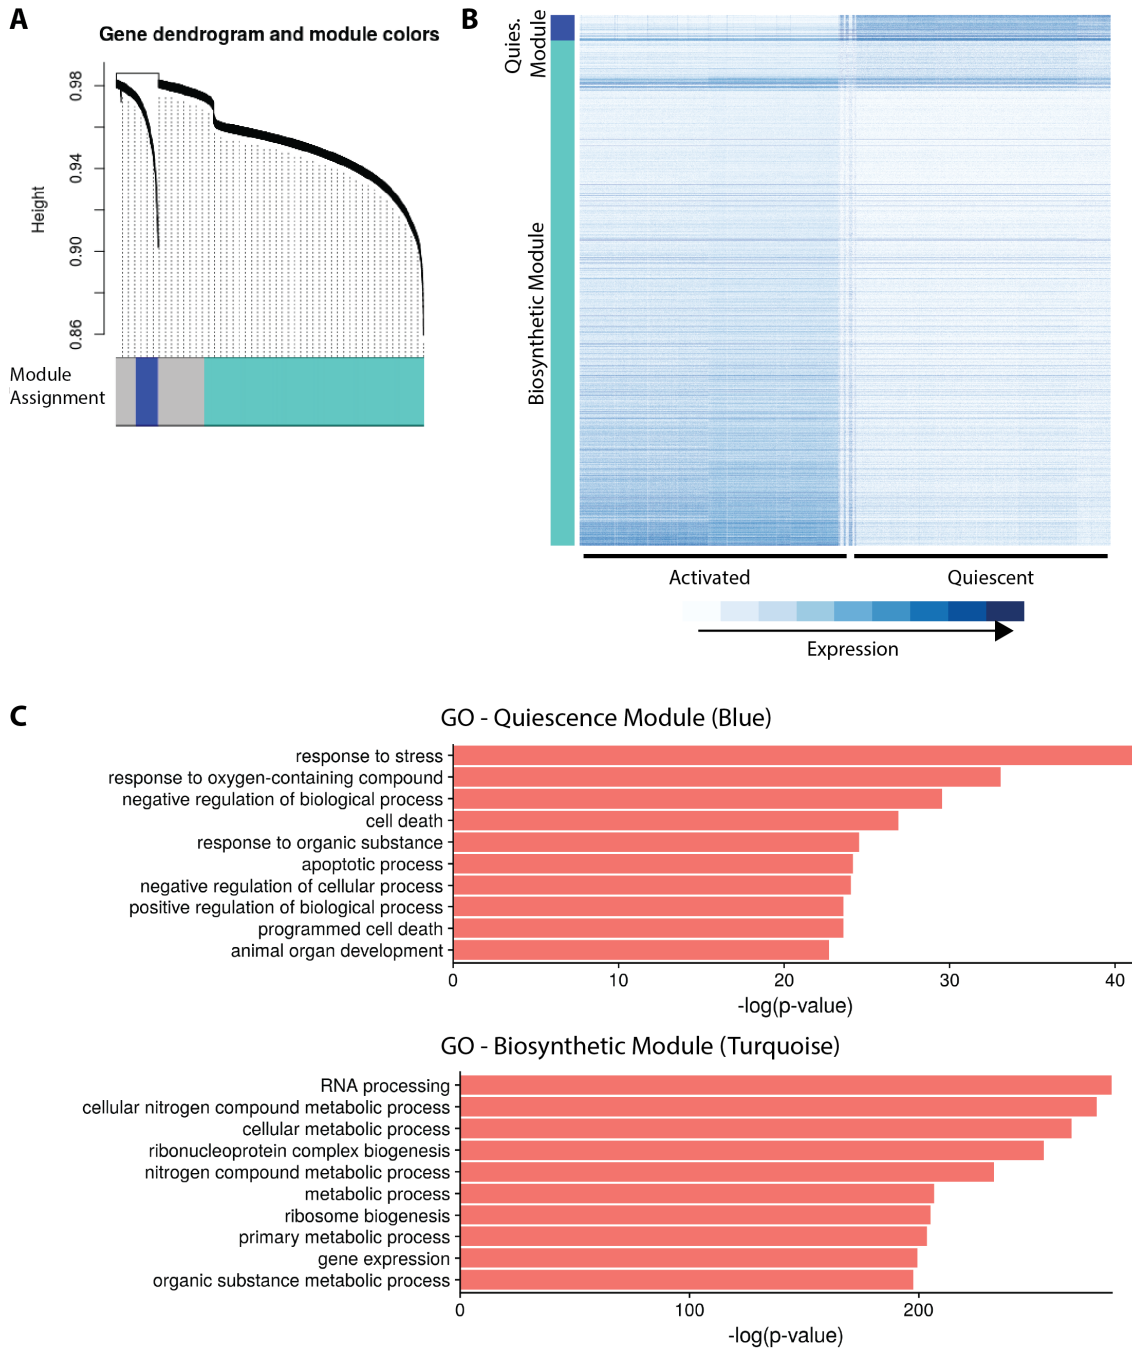 A
Gene dendrogram and module colors
Height
0.98
0.94
0.90
0.86
Module
Assignment
B
Quies.
Module
Biosynthetic Module
Activated
Quiescent
Expression
C
GO - Quiescence Module (Blue)
response to stress
response to oxygen-containing compound
negative regulation of biological process
cell death
response to organic substance
apoptotic process
negative regulation of cellular process
positive regulation of biological process
programmed cell death
animal organ development
0 10 20 30 40
-log(p-value)
GO - Biosynthetic Module (Turquoise)
RNA processing
cellular nitrogen compound metabolic process
cellular metabolic process
ribonucleoprotein complex biogenesis
nitrogen compound metabolic process
metabolic process
ribosome biogenesis
primary metabolic process
gene expression
organic substance metabolic process
0 100 200
-log(p-value)